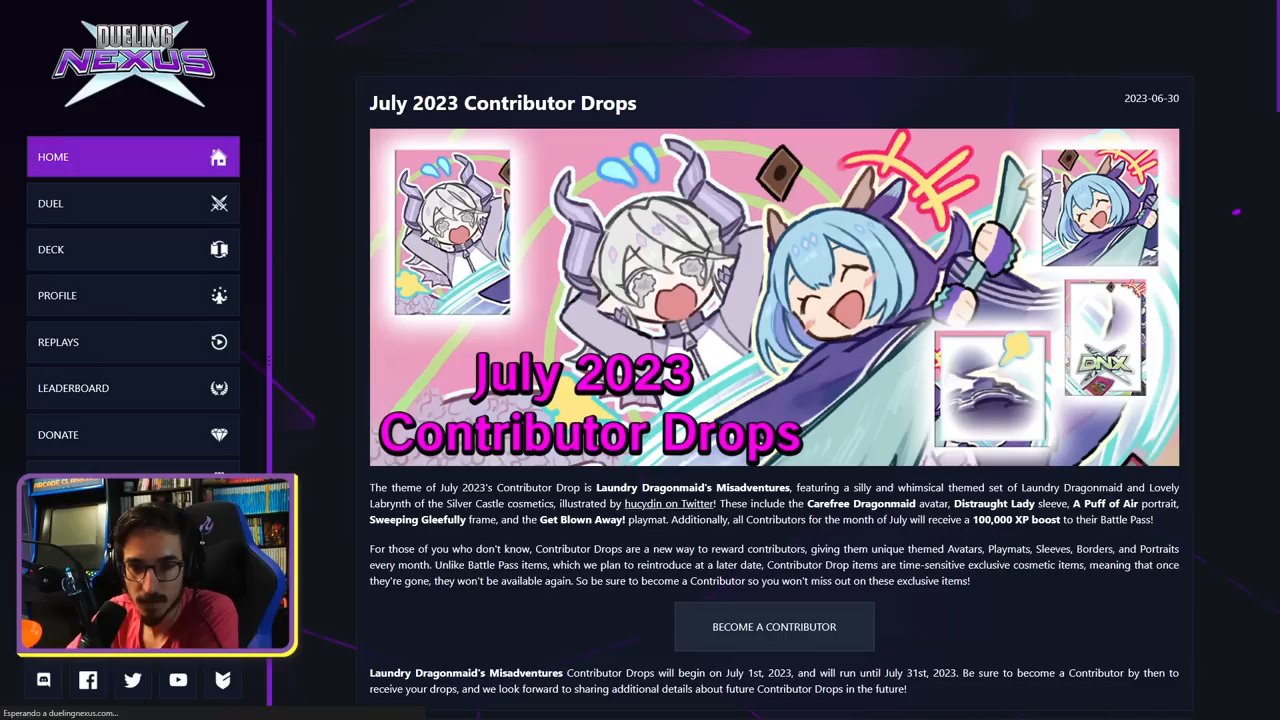 DUELING
NEXUS
HOME
DUEL
DECK
PROFILE
REPLAYS
LEADERBOARD
DONATE
July 2023 Contributor Drops
2023-06-30
July 2023
Contributor Drops
DNX
The theme of July 2023's Contributor Drop is Laundry Dragonmaid's Misadventures, featuring a silly and whimsical themed set of Laundry Dragonmaid and Lovely
Labrynth of the Silver Castle cosmetics, illustrated by hucydin on Twitter! These include the Carefree Dragonmaid avatar, Distraught Lady sleeve, A Puff of Air portrait,
Sweeping Gleefully frame, and the Get Blown Away! playmat. Additionally, all Contributors for the month of July will receive a 100,000 XP boost to their Battle Pass!
For those of you who don't know, Contributor Drops are a new way to reward contributors, giving them unique themed Avatars, Playmats, Sleeves, Borders, and Portraits
every month. Unlike Battle Pass items, which we plan to reintroduce at a later date, Contributor Drop items are time-sensitive exclusive cosmetic items, meaning that once
they're gone, they won't be available again. So be sure to become a Contributor so you won't miss out on these exclusive items!
BECOME A CONTRIBUTOR
Laundry Dragonmaid's Misadventures Contributor Drops will begin on July 1st, 2023, and will run until July 31st, 2023. Be sure to become a Contributor by then to
receive your drops, and we look forward to sharing additional details about future Contributor Drops in the future!
Esperando a duelingnexus.com...